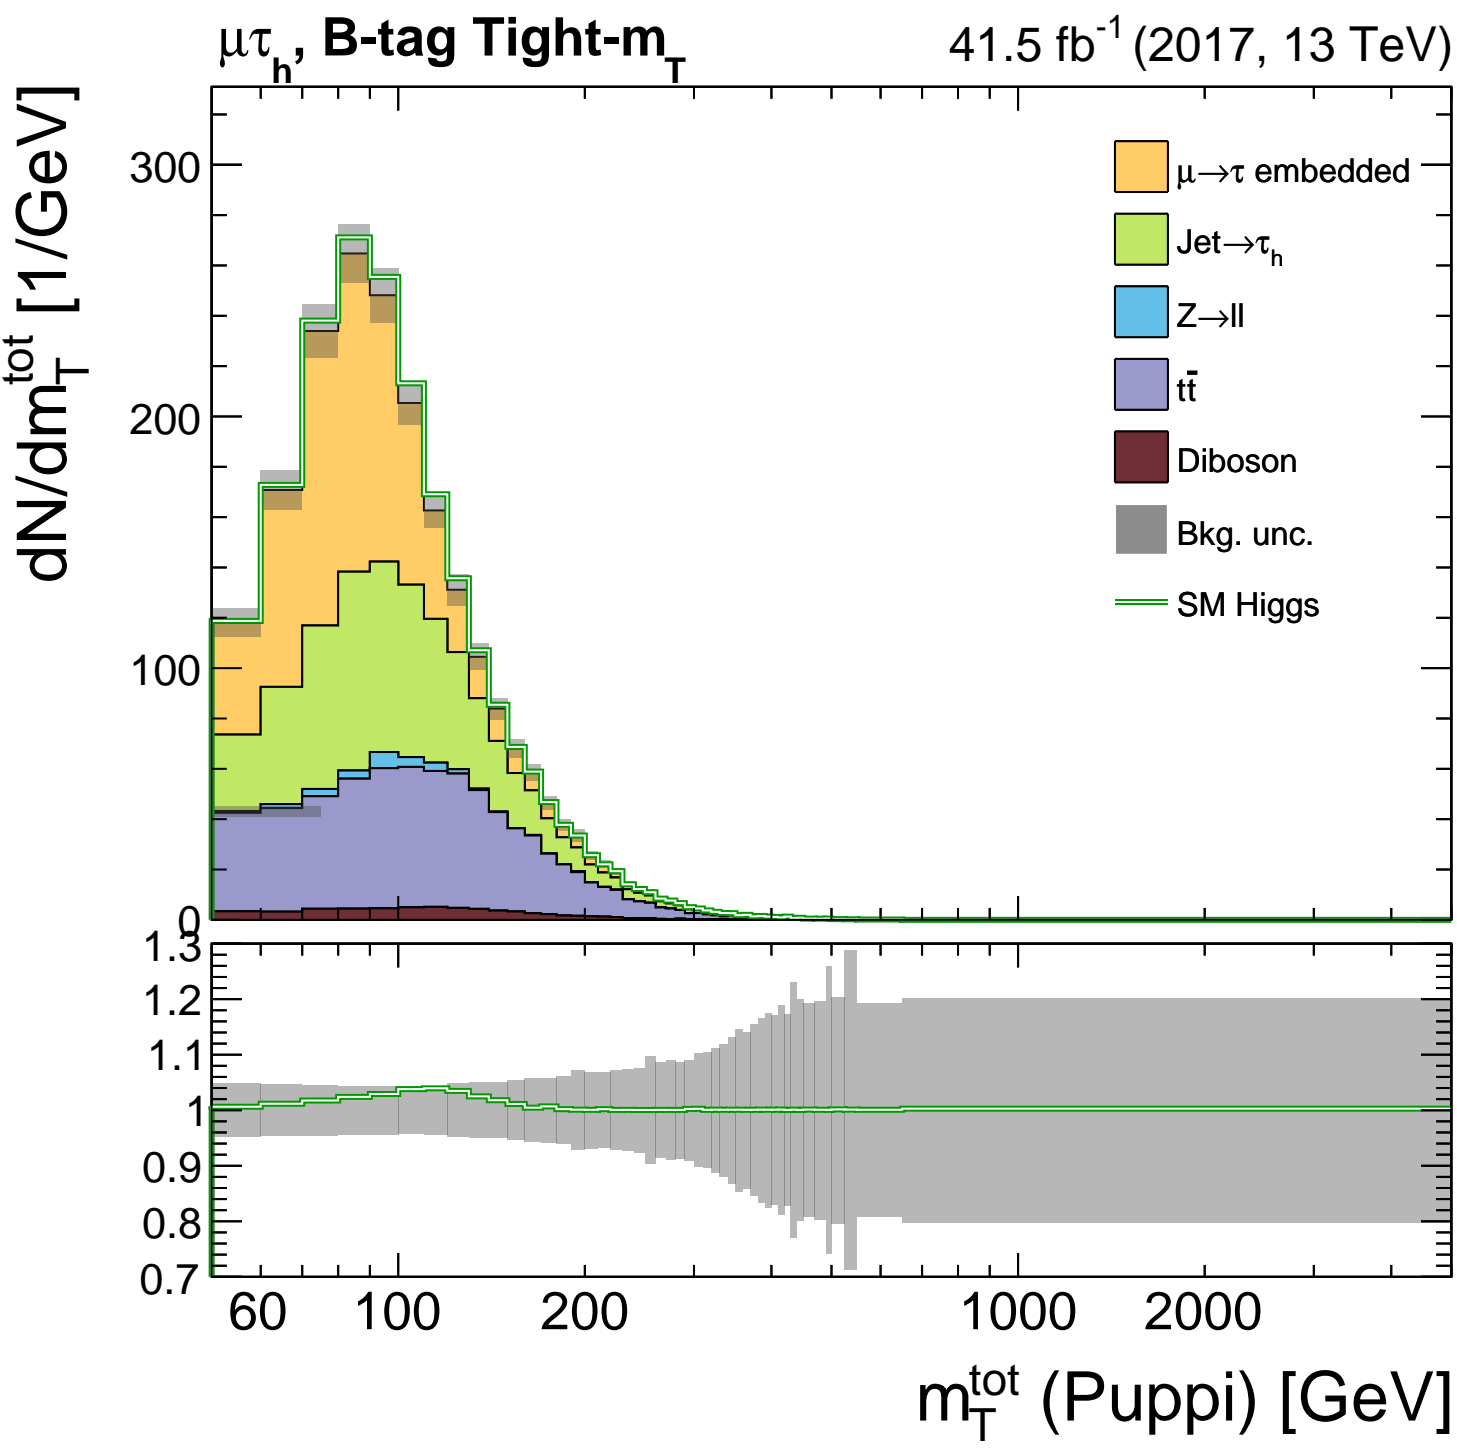 μτh, B-tag Tight-mT
41.5 fb-1 (2017, 13 TeV)
dN/dmTtot [1/GeV]
300
200
100
0
μ→τ embedded
Jet→τh
Z→ll
tt̄
Diboson
Bkg. unc.
SM Higgs
1.3
1.2
1.1
1
0.9
0.8
0.7
60 100 200 1000 2000
mTtot (Puppi) [GeV]